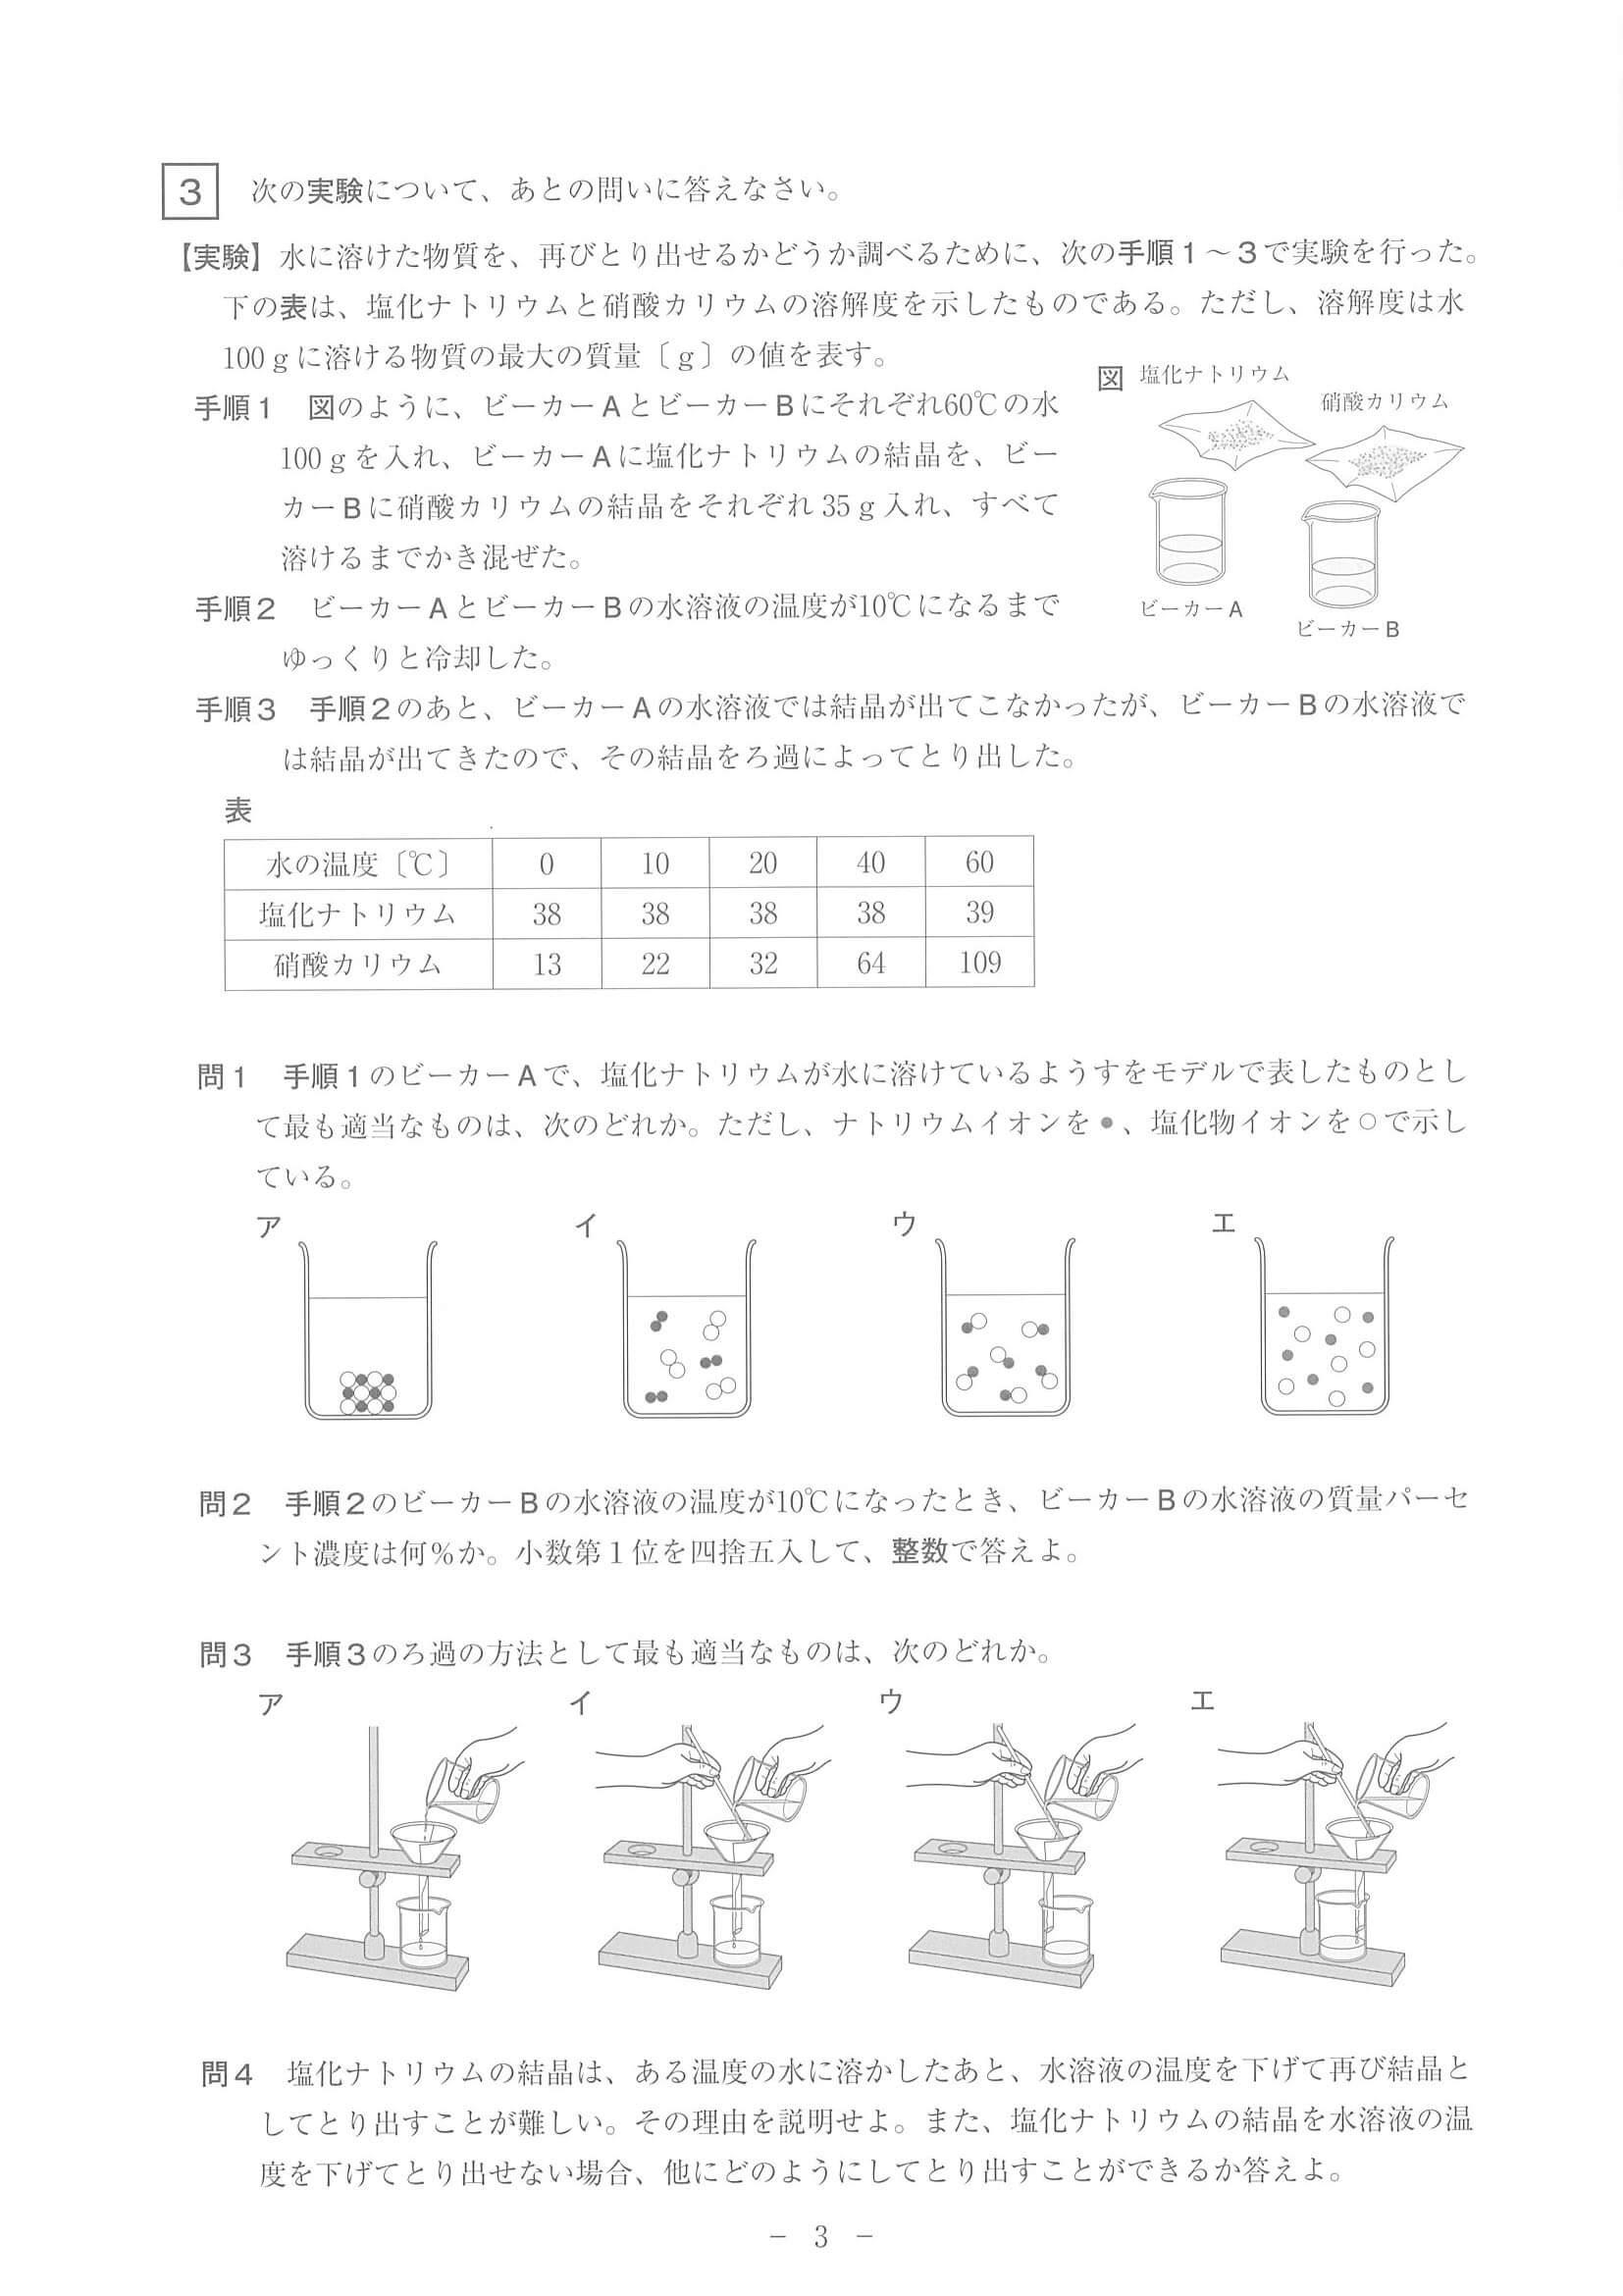 3 次の実験について、あとの問いに答えなさい。
【実験】水に溶けた物質を、再びとり出せるかどうか調べるために、次の手順1～3で実験を行った。
下の表は、塩化ナトリウムと硝酸カリウムの溶解度を示したものである。ただし、溶解度は水
100gに溶ける物質の最大の質量〔g〕の値を表す。
図 塩化ナトリウム
硝酸カリウム
ビーカーA
ビーカーB
手順1 図のように、ビーカーAとビーカーBにそれぞれ60℃の水
100gを入れ、ビーカーAに塩化ナトリウムの結晶を、ビー
カーBに硝酸カリウムの結晶をそれぞれ35g入れ、すべて
溶けるまでかき混ぜた。
手順2 ビーカーAとビーカーBの水溶液の温度が10℃になるまで
ゆっくりと冷却した。
手順3 手順2のあと、ビーカーAの水溶液では結晶が出てこなかったが、ビーカーBの水溶液で
は結晶が出てきたので、その結晶をろ過によってとり出した。
表
水の温度〔℃〕 0 10 20 40 60
塩化ナトリウム 38 38 38 38 39
硝酸カリウム 13 22 32 64 109
問1 手順1のビーカーAで、塩化ナトリウムが水に溶けているようすをモデルで表したものとし
て最も適当なものは、次のどれか。ただし、ナトリウムイオンを●、塩化物イオンを○で示し
ている。
ア イ ウ エ
問2 手順2のビーカーBの水溶液の温度が10℃になったとき、ビーカーBの水溶液の質量パーセ
ント濃度は何%か。小数第1位を四捨五入して、整数で答えよ。
問3 手順3のろ過の方法として最も適当なものは、次のどれか。
ア イ ウ エ
問4 塩化ナトリウムの結晶は、ある温度の水に溶かしたあと、水溶液の温度を下げて再び結晶と
してとり出すことが難しい。その理由を説明せよ。また、塩化ナトリウムの結晶を水溶液の温
度を下げてとり出せない場合、他にどのようにしてとり出すことができるか答えよ。
－ 3 －